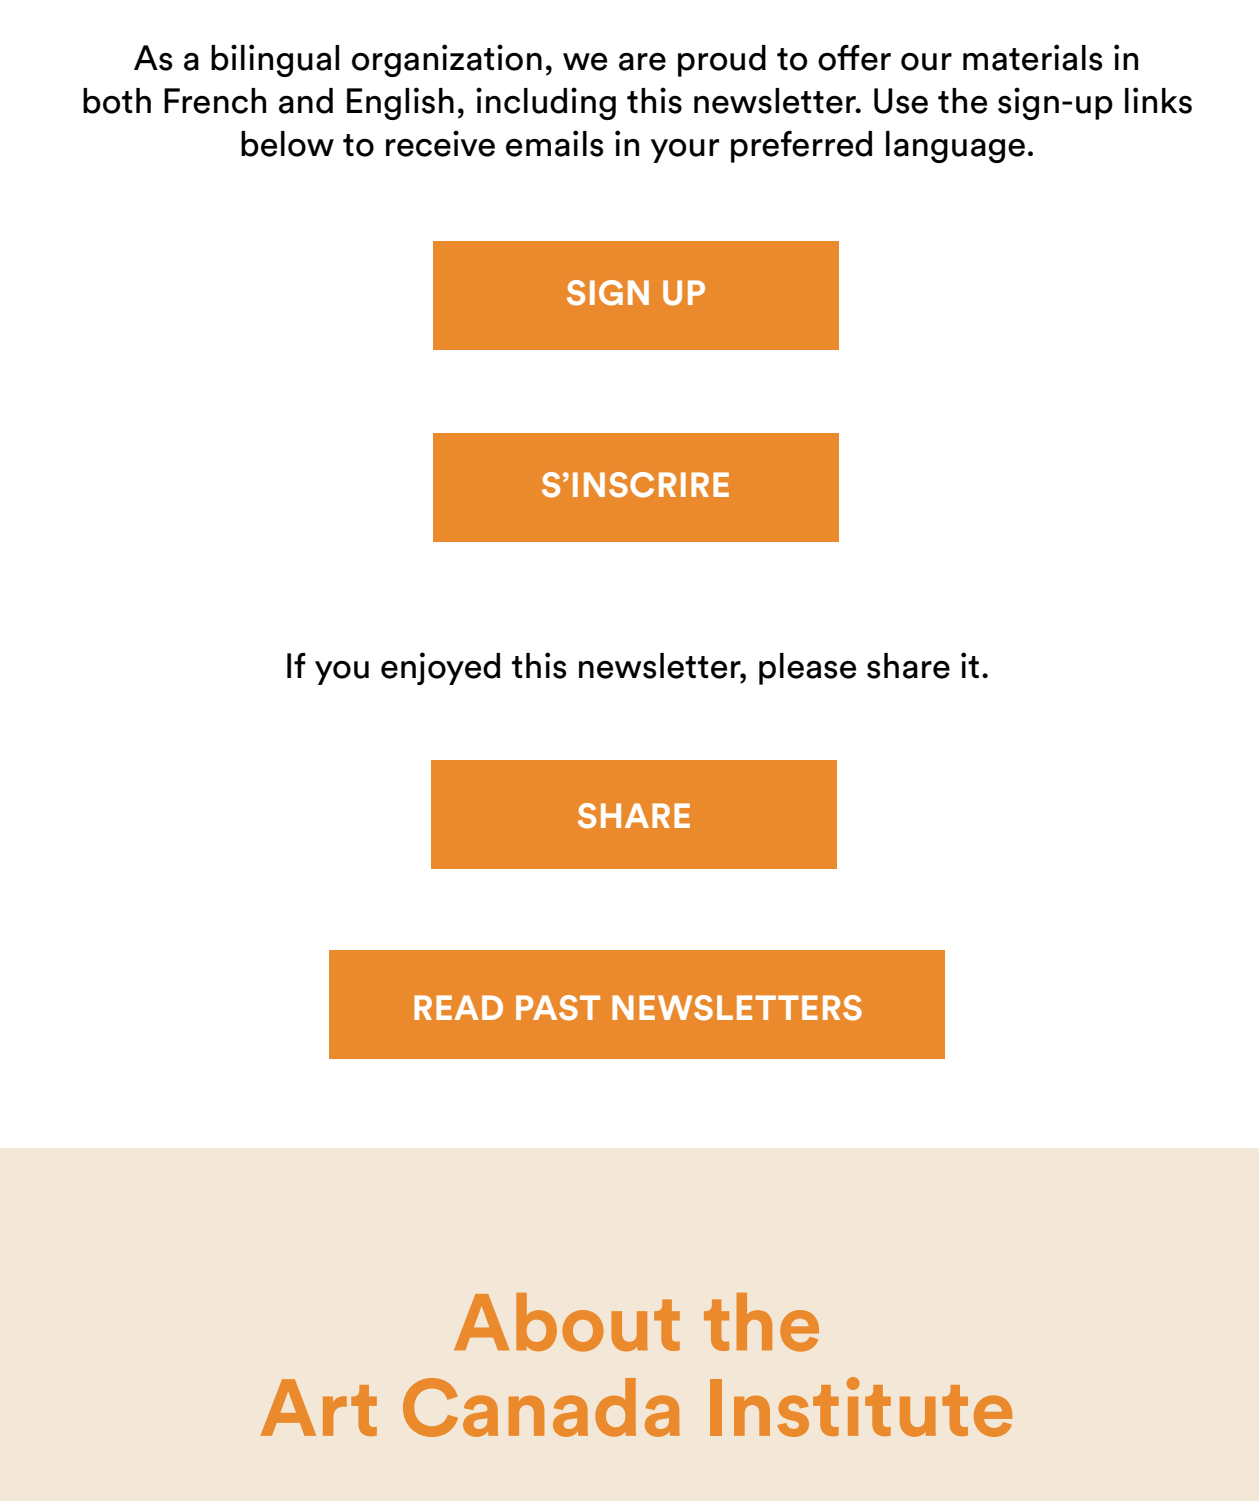 As a bilingual organization, we are proud to offer our materials in
both French and English, including this newsletter. Use the sign-up links
below to receive emails in your preferred language.
SIGN UP
S’INSCRIRE
If you enjoyed this newsletter, please share it.
SHARE
READ PAST NEWSLETTERS
About the
Art Canada Institute